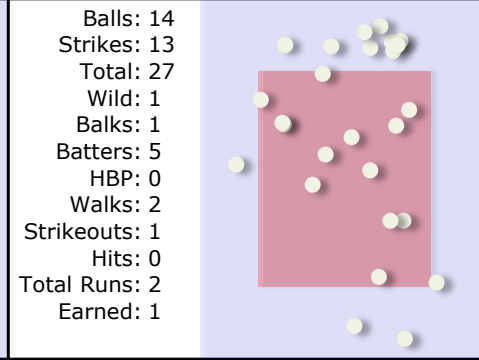 Balls: 14
Strikes: 13
Total: 27
Wild: 1
Balks: 1
Batters: 5
HBP: 0
Walks: 2
Strikeouts: 1
Hits: 0
Total Runs: 2
Earned: 1